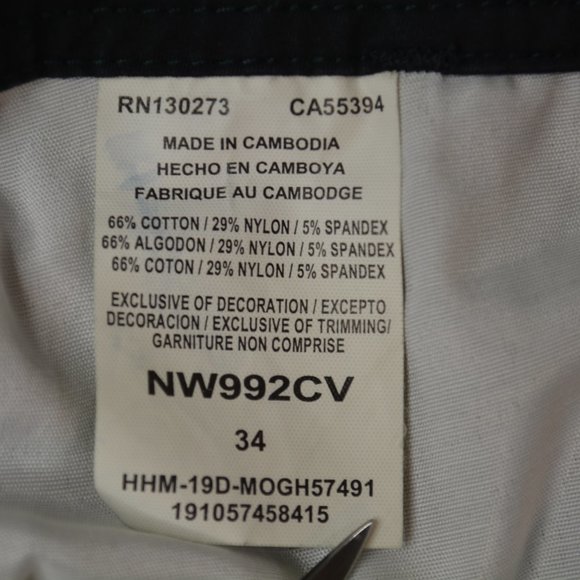 RN130273 CA55394
MADE IN CAMBODIA
HECHO EN CAMBOYA
FABRIQUE AU CAMBODGE
66% COTTON / 29% NYLON / 5% SPANDEX
66% ALGODON / 29% NYLON / 5% SPANDEX
66% COTON / 29% NYLON / 5% SPANDEX
EXCLUSIVE OF DECORATION / EXCEPTO
DECORACION / EXCLUSIVE OF TRIMMING/
GARNITURE NON COMPRISE
NW992CV
34
HHM-19D-MOGH57491
191057458415